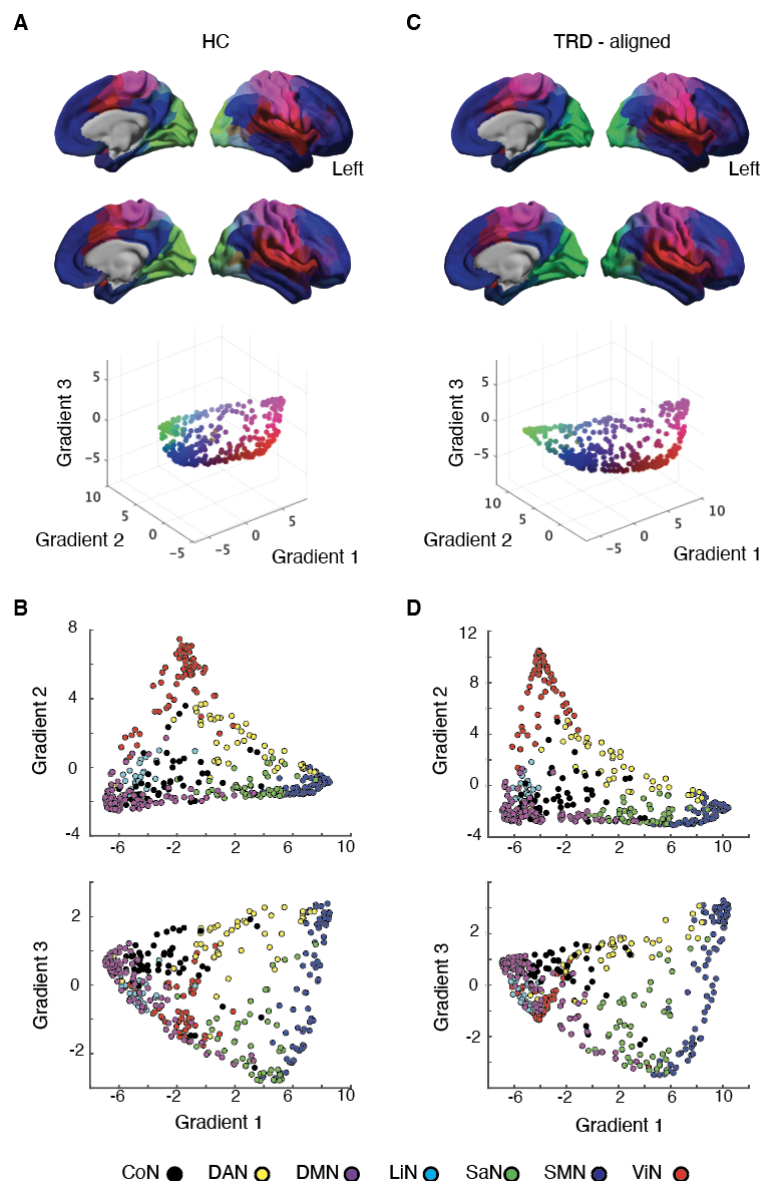 A
HC
Left
Gradient 3
5
0
−5
10
5
0
−5
−5
0
5
Gradient 2
Gradient 1
B
Gradient 2
8
4
0
-4
-6
-2
2
6
10
Gradient 3
2
0
-2
-6
-2
2
6
10
Gradient 1
C
TRD - aligned
Left
Gradient 3
5
0
−5
10
5
0
−5
0
5
10
Gradient 2
Gradient 1
D
Gradient 2
12
8
4
0
-4
-6
-2
2
6
10
Gradient 3
2
0
-2
-6
-2
2
6
10
Gradient 1
CoN DAN DMN LiN SaN SMN ViN